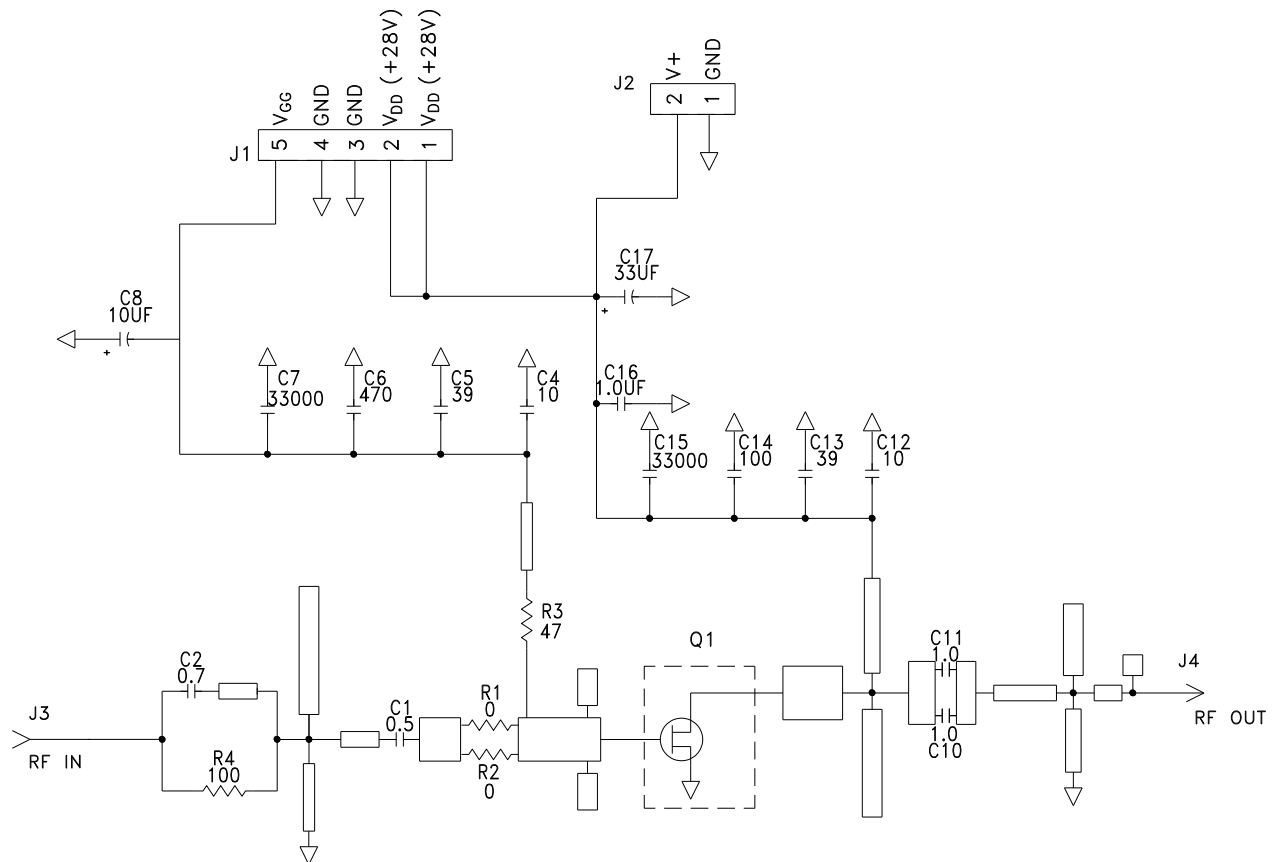 V_GG
GND
GND
V_DD (+28V)
V_DD (+28V)
J1
5
4
3
2
1
J2
V+
GND
2
1
C17
33UF
+
C8
10UF
+
C7
33000
C6
470
C5
39
C4
10
C16
1.0UF
C15
33000
C14
100
C13
39
C12
10
R3
47
Q1
C11
1.0
1.0
C10
J4
RF OUT
C2
0.7
J3
RF IN
R4
100
C1
0.5
R1
0
R2
0